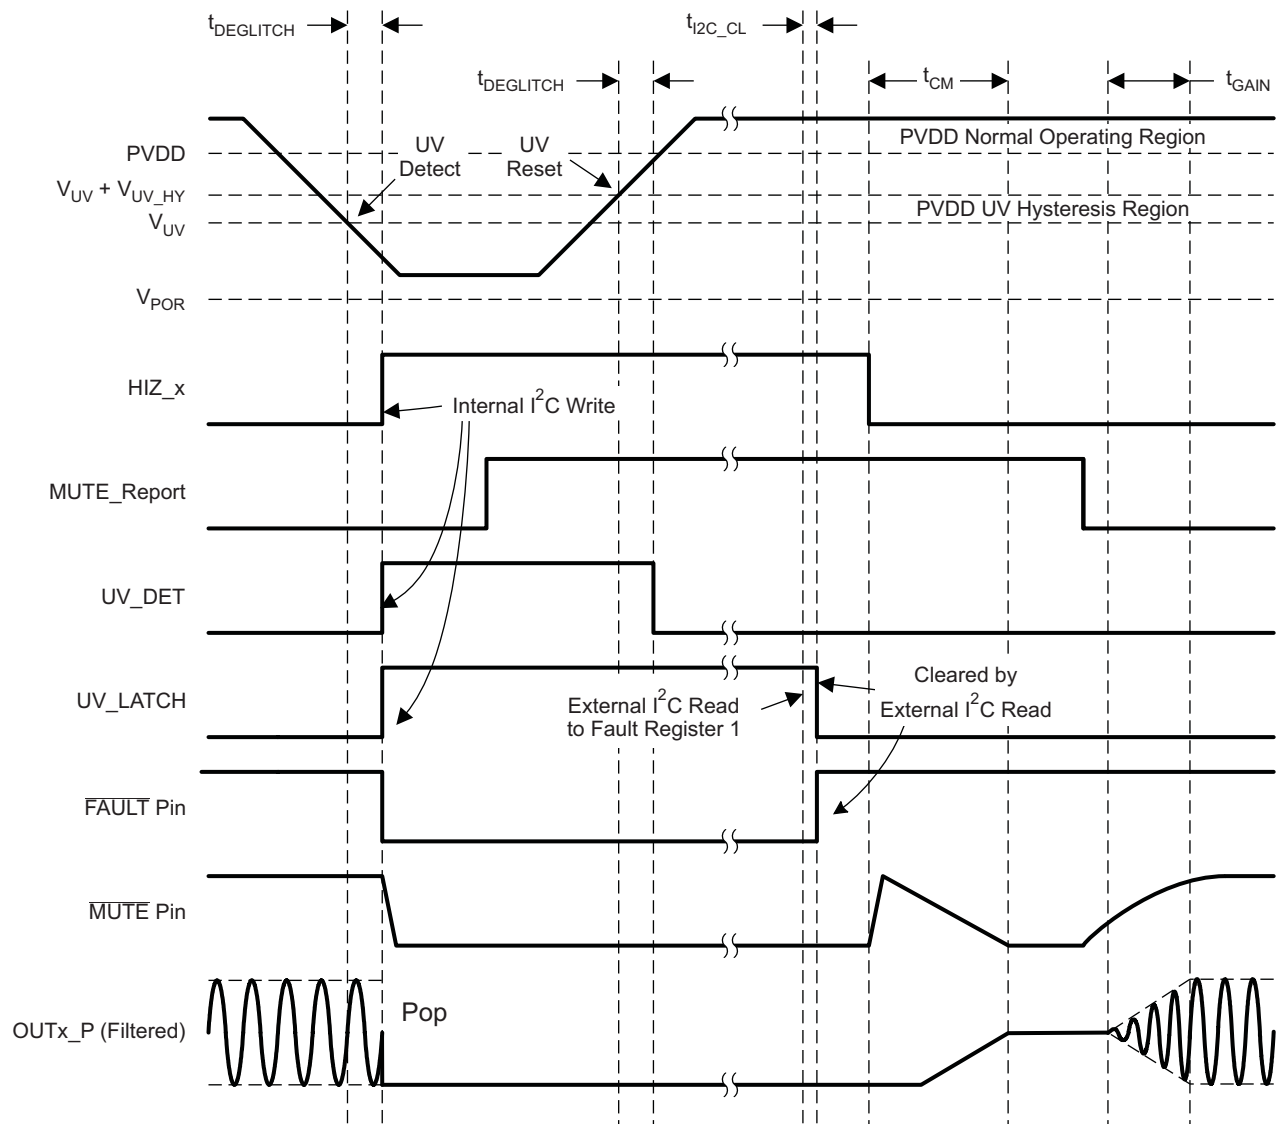 tDEGLITCH
tI2C_CL
tDEGLITCH
tCM
tGAIN
PVDD
UV
Detect
UV
Reset
PVDD Normal Operating Region
VUV + VUV_HY
PVDD UV Hysteresis Region
VUV
VPOR
HIZ_x
Internal I2C Write
MUTE_Report
UV_DET
UV_LATCH
External I2C Read
to Fault Register 1
Cleared by
External I2C Read
FAULT Pin
MUTE Pin
Pop
OUTx_P (Filtered)